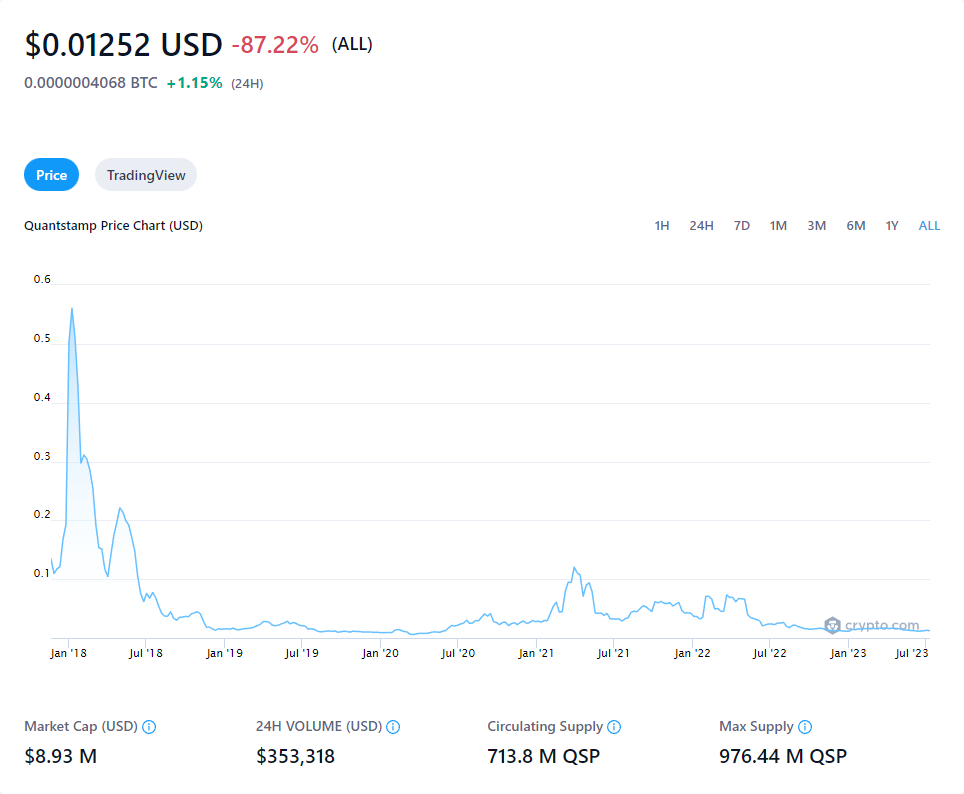 $0.01252 USD -87.22% (ALL)
0.0000004068 BTC +1.15% (24H)
Price TradingView
Quantstamp Price Chart (USD) 1H 24H 7D 1M 3M 6M 1Y ALL
0.6
0.5
0.4
0.3
0.2
0.1
crypto.com
Jan '18 Jul '18 Jan '19 Jul '19 Jan '20 Jul '20 Jan '21 Jul '21 Jan '22 Jul '22 Jan '23 Jul '23
Market Cap (USD) 24H VOLUME (USD) Circulating Supply Max Supply
$8.93 M $353,318 713.8 M QSP 976.44 M QSP